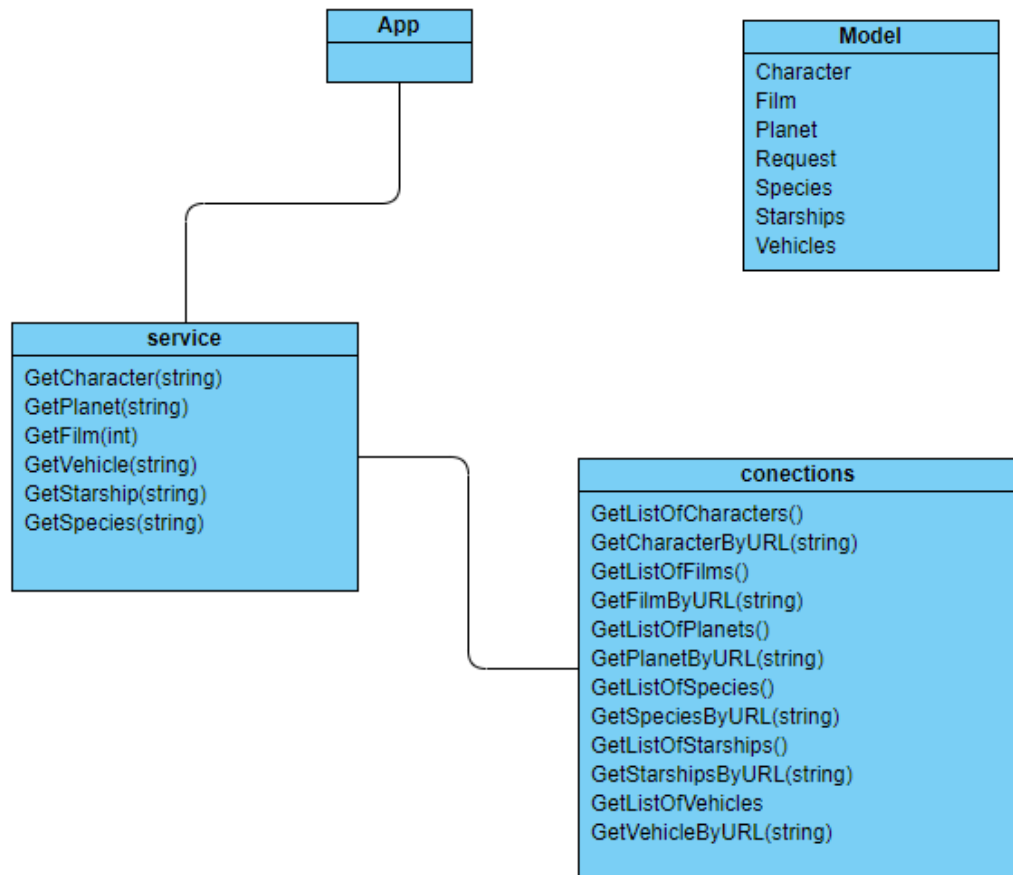 App
Model
Character
Film
Planet
Request
Species
Starships
Vehicles
service
GetCharacter(string)
GetPlanet(string)
GetFilm(int)
GetVehicle(string)
GetStarship(string)
GetSpecies(string)
conections
GetListOfCharacters()
GetCharacterByURL(string)
GetListOfFilms()
GetFilmByURL(string)
GetListOfPlanets()
GetPlanetByURL(string)
GetListOfSpecies()
GetSpeciesByURL(string)
GetListOfStarships()
GetStarshipsByURL(string)
GetListOfVehicles
GetVehicleByURL(string)